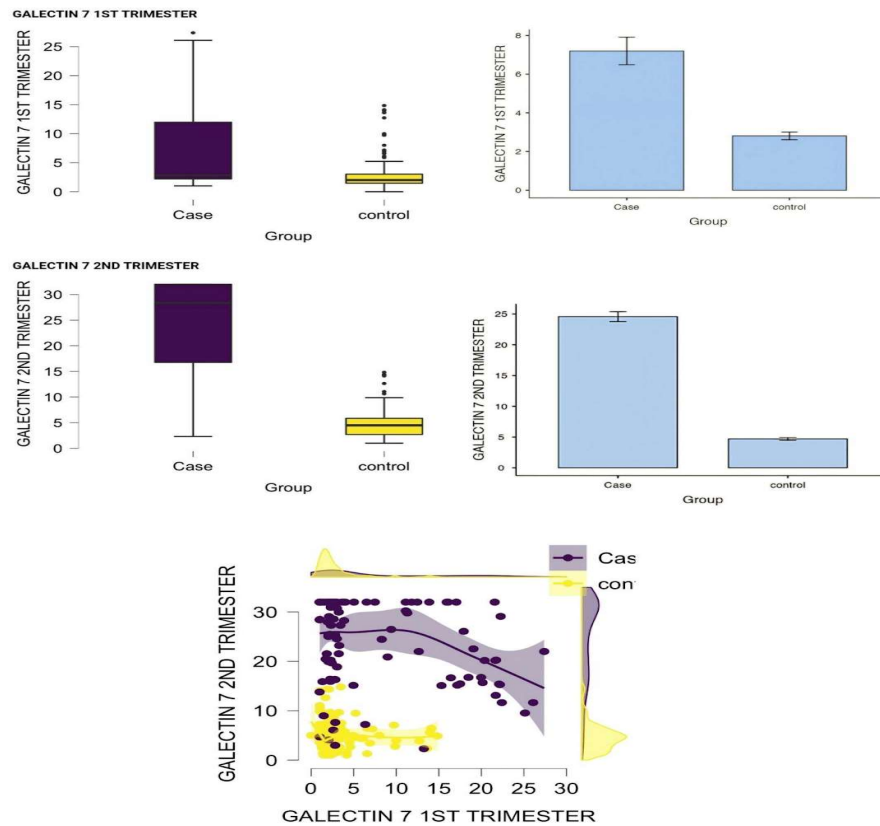 GALECTIN 7 1ST TRIMESTER
GALECTIN 7 1ST TRIMESTER
25
20
15
10
5
0
Case
control
Group
GALECTIN 7 1ST TRIMESTER
8
6
4
2
0
Case
control
Group
GALECTIN 7 2ND TRIMESTER
GALECTIN 7 2ND TRIMESTER
30
25
20
15
10
5
0
Case
control
Group
GALECTIN 7 2ND TRIMESTER
25
20
15
10
5
0
Case
control
Group
Cas
con
GALECTIN 7 2ND TRIMESTER
30
20
10
0
0 5 10 15 20 25 30
GALECTIN 7 1ST TRIMESTER